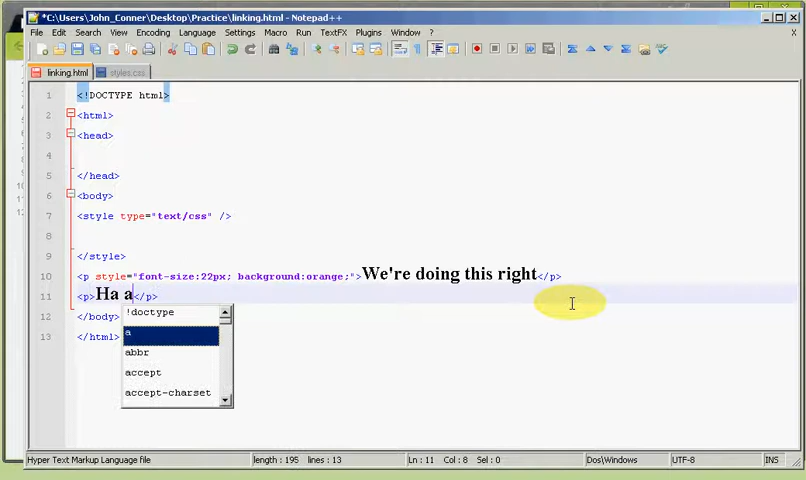 *C:\Users\John_Conner\Desktop\Practice\linking.html - Notepad++
File Edit Search View Encoding Language Settings Macro Run TextFX Plugins Window ? X
linking.html styles.css
1 <!DOCTYPE html>
2 <html>
3 <head>
4
5 </head>
6 <body>
7 <style type="text/css" />
8
9 </style>
10 <p style="font-size:22px; background:orange;">We're doing this right</p>
11 <p>Ha a</p>
12 </body>
13 </html>
!doctype
a
abbr
accept
accept-charset
Hyper Text Markup Language file length : 195 lines : 13 Ln : 11 Col : 8 Sel : 0 Dos\Windows UTF-8 INS